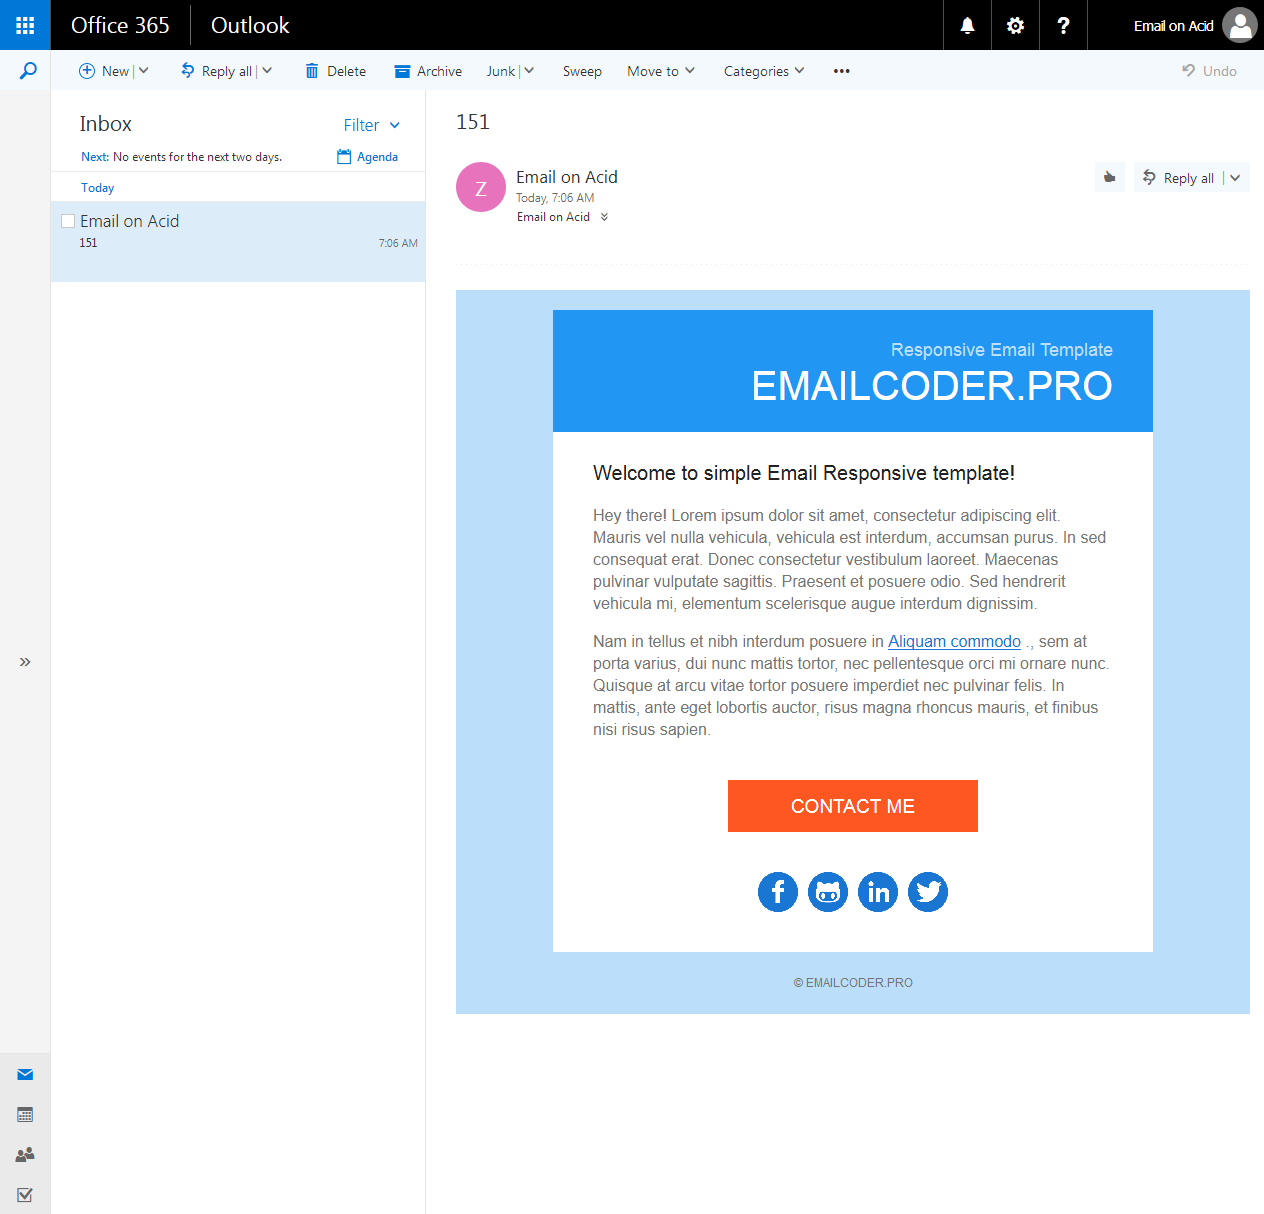 Office 365
Outlook
Email on Acid
New
Reply all
Delete
Archive
Junk
Sweep
Move to
Categories
Undo
Inbox
Filter
Next: No events for the next two days.
Agenda
Today
Email on Acid
151
7:06 AM
151
Z
Email on Acid
Today, 7:06 AM
Email on Acid
Reply all
Responsive Email Template
EMAILCODER.PRO
Welcome to simple Email Responsive template!
Hey there! Lorem ipsum dolor sit amet, consectetur adipiscing elit.
Mauris vel nulla vehicula, vehicula est interdum, accumsan purus. In sed
consequat erat. Donec consectetur vestibulum laoreet. Maecenas
pulvinar vulputate sagittis. Praesent et posuere odio. Sed hendrerit
vehicula mi, elementum scelerisque augue interdum dignissim.
Nam in tellus et nibh interdum posuere in Aliquam commodo ., sem at
porta varius, dui nunc mattis tortor, nec pellentesque orci mi ornare nunc.
Quisque at arcu vitae tortor posuere imperdiet nec pulvinar felis. In
mattis, ante eget lobortis auctor, risus magna rhoncus mauris, et finibus
nisi risus sapien.
CONTACT ME
© EMAILCODER.PRO